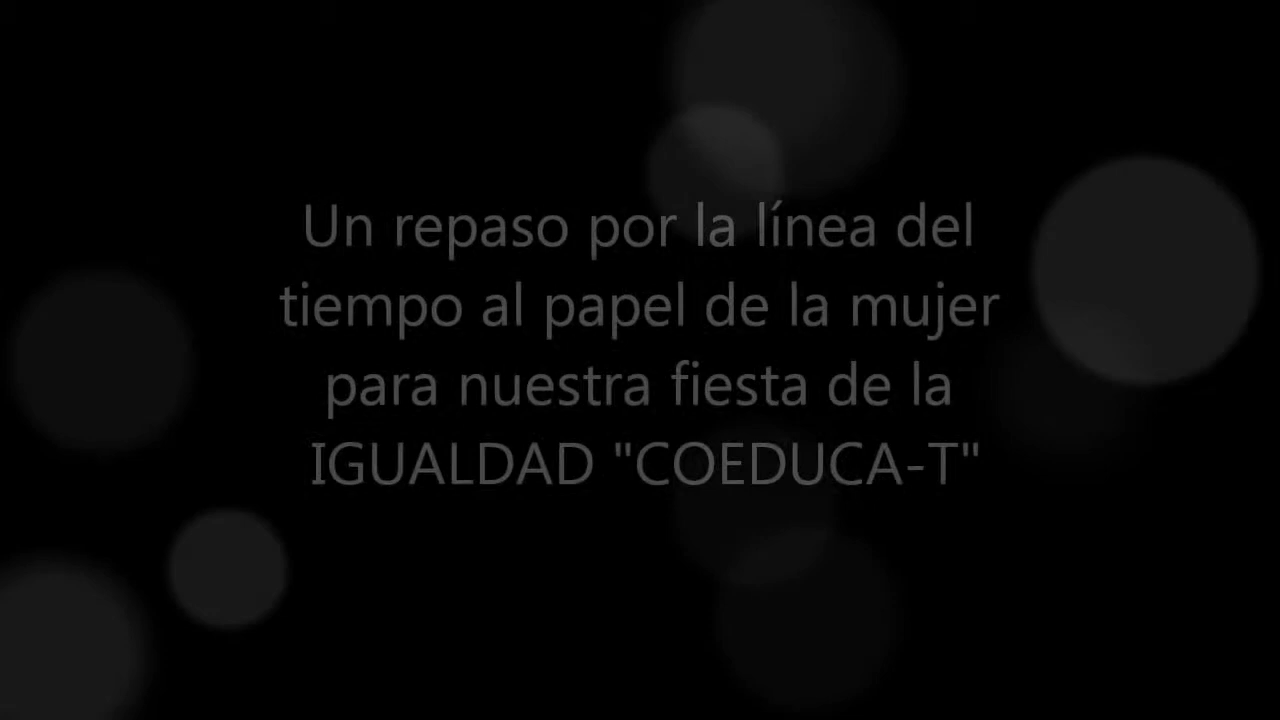 Un repaso por la línea del
tiempo al papel de la mujer
para nuestra fiesta de la
IGUALDAD "COEDUCA-T"